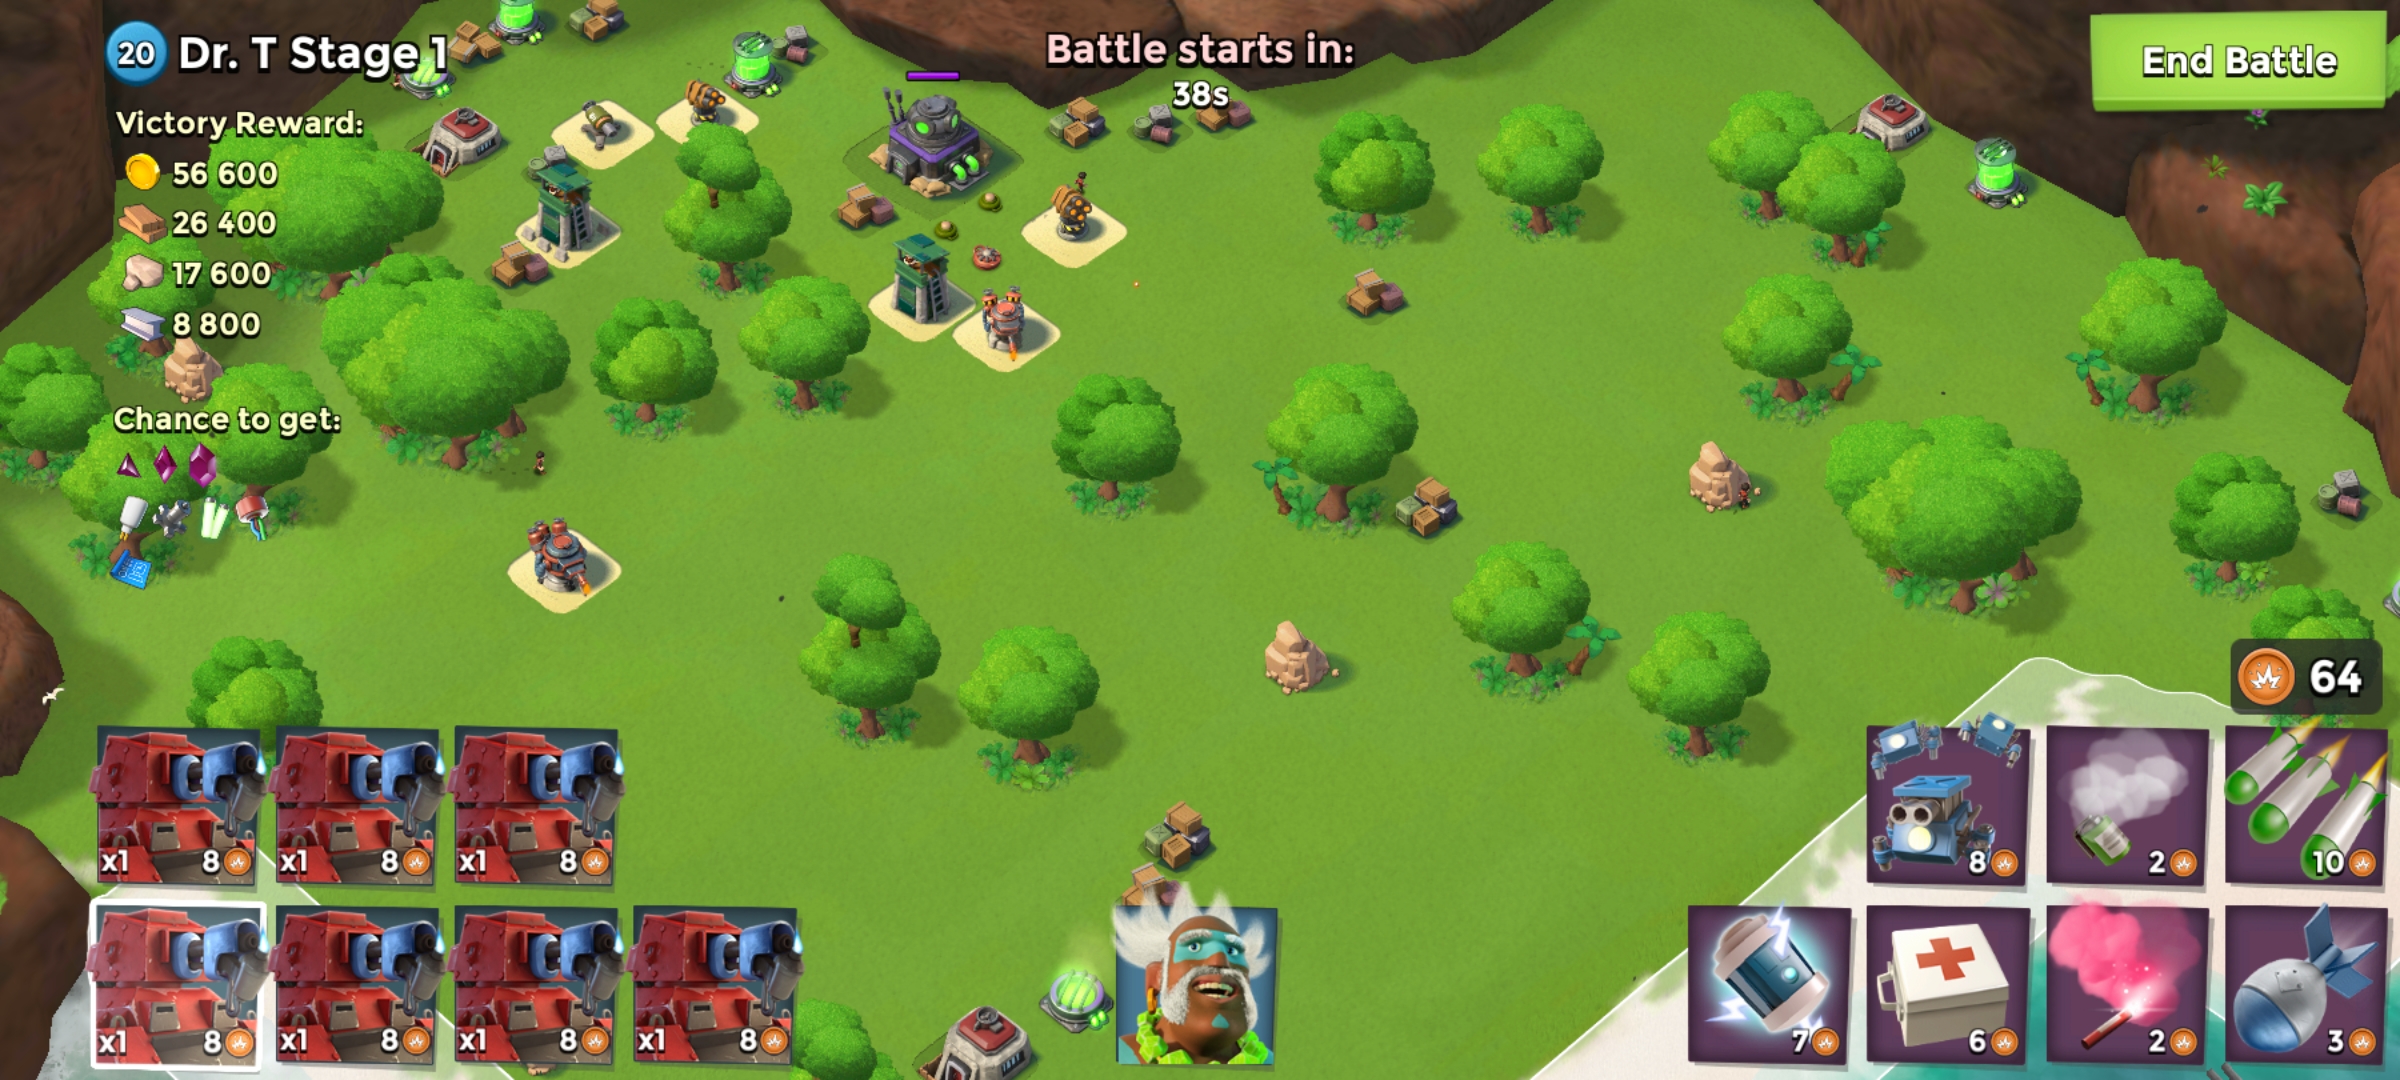 20 Dr. T Stage 1
Battle starts in:
38s
End Battle
Victory Reward:
56 600
26 400
17 600
8 800
Chance to get:
64
x1 8
x1 8
x1 8
8
2
10
x1 8
x1 8
x1 8
x1 8
7
6
2
3